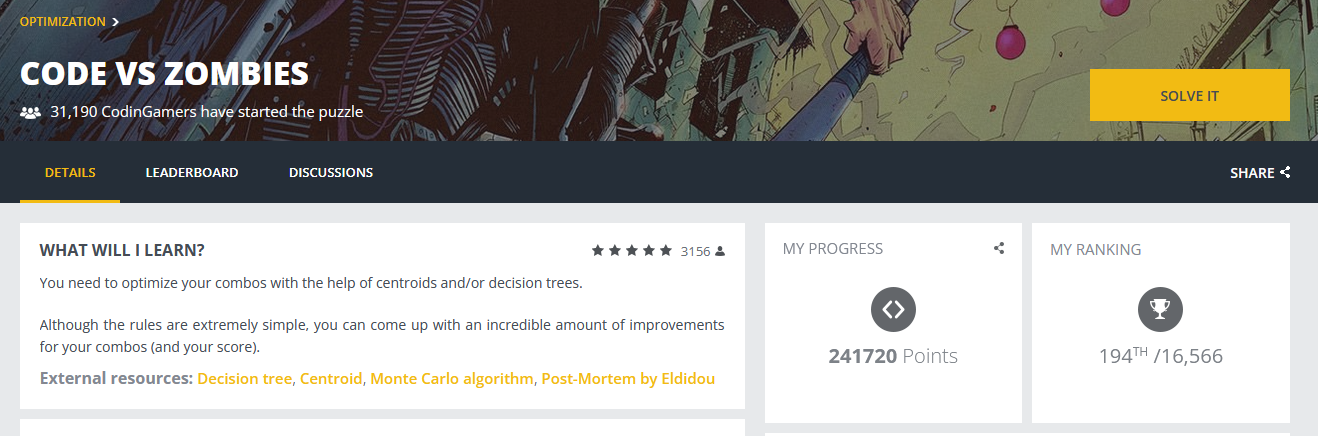 OPTIMIZATION
CODE VS ZOMBIES
31,190 CodinGamers have started the puzzle
SOLVE IT
DETAILS
LEADERBOARD
DISCUSSIONS
SHARE
WHAT WILL I LEARN?
3156
You need to optimize your combos with the help of centroids and/or decision trees.
Although the rules are extremely simple, you can come up with an incredible amount of improvements
for your combos (and your score).
External resources: Decision tree, Centroid, Monte Carlo algorithm, Post-Mortem by Eldidou
MY PROGRESS
241720 Points
MY RANKING
194TH /16,566